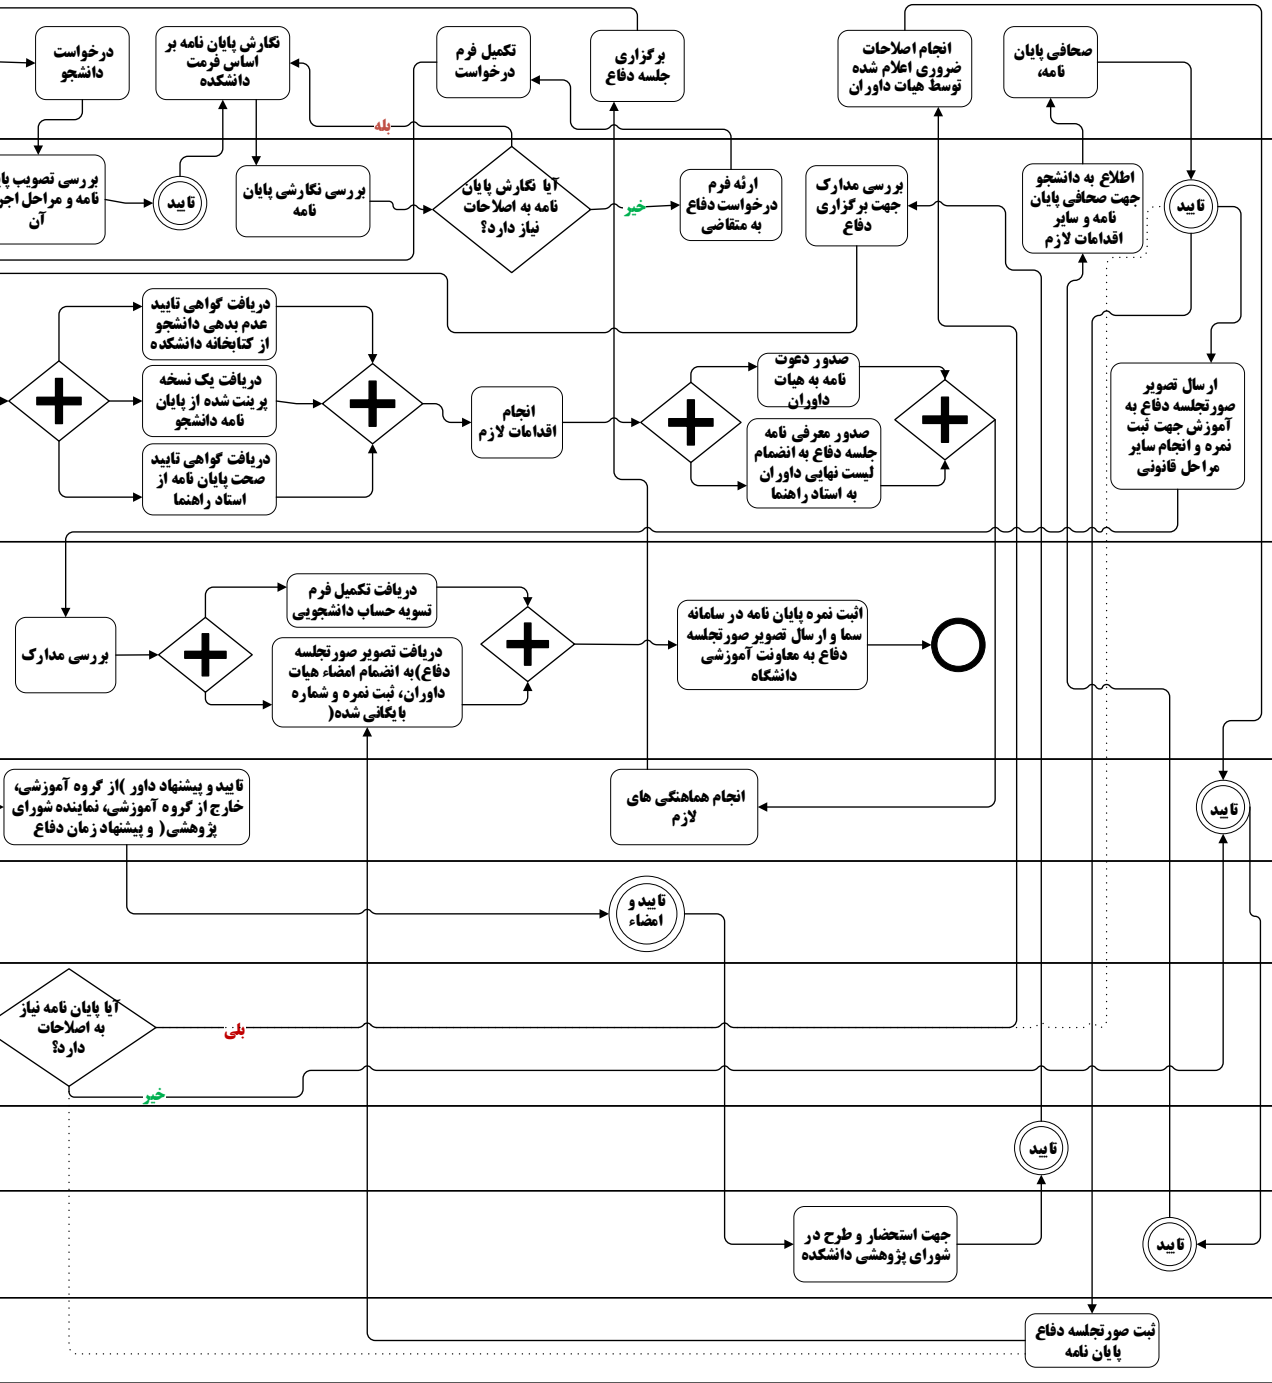 درخواست
دانشجو
نگارش پایان نامه بر
اساس فرمت
دانشکده
تکمیل فرم
درخواست
برگزاری
جلسه دفاع
انجام اصلاحات
ضروری اعلام شده
توسط هیات داوران
صحافی پایان
نامه،
بله
بررسی تصویب
نامه و مراحل
آن
تایید
بررسی نگارشی پایان
نامه
آیا نگارش پایان
نامه به اصلاحات
نیاز دارد؟
خیر
ارئه فرم
درخواست دفاع
به متقاضی
بررسی مدارک
جهت برگزاری
دفاع
اطلاع به دانشجو
جهت صحافی پایان
نامه و سایر
اقدامات لازم
تایید
دریافت گواهی تایید
عدم بدهی دانشجو
از کتابخانه دانشکده
دریافت یک نسخه
پرینت شده از پایان
نامه دانشجو
دریافت گواهی تایید
صحت پایان نامه از
استاد راهنما
انجام
اقدامات لازم
صدور دعوت
نامه به هیات
داوران
صدور معرفی نامه
جلسه دفاع به انضمام
لیست نهایی داوران
به استاد راهنما
ارسال تصویر
صورتجلسه دفاع به
آموزش جهت ثبت
نمره و انجام سایر
مراحل قانونی
بررسی مدارک
دریافت تکمیل فرم
تسویه حساب دانشجویی
دریافت تصویر صورتجلسه
دفاع)به انضمام امضاء هیات
داوران، ثبت نمره و شماره
بایگانی شده(
اثبت نمره پایان نامه در سامانه
سما و ارسال تصویر صورتجلسه
دفاع به معاونت آموزشی
دانشگاه
تایید و پیشنهاد داور )از گروه آموزشی،
خارج از گروه آموزشی، نماینده شورای
پژوهشی( و پیشنهاد زمان دفاع
انجام هماهنگی های
لازم
تایید
تایید و
امضاء
آیا پایان نامه نیاز
به اصلاحات
دارد؟
بلی
خیر
تایید
جهت استحضار و طرح در
شورای پژوهشی دانشکده
تایید
ثبت صورتجلسه دفاع
پایان نامه